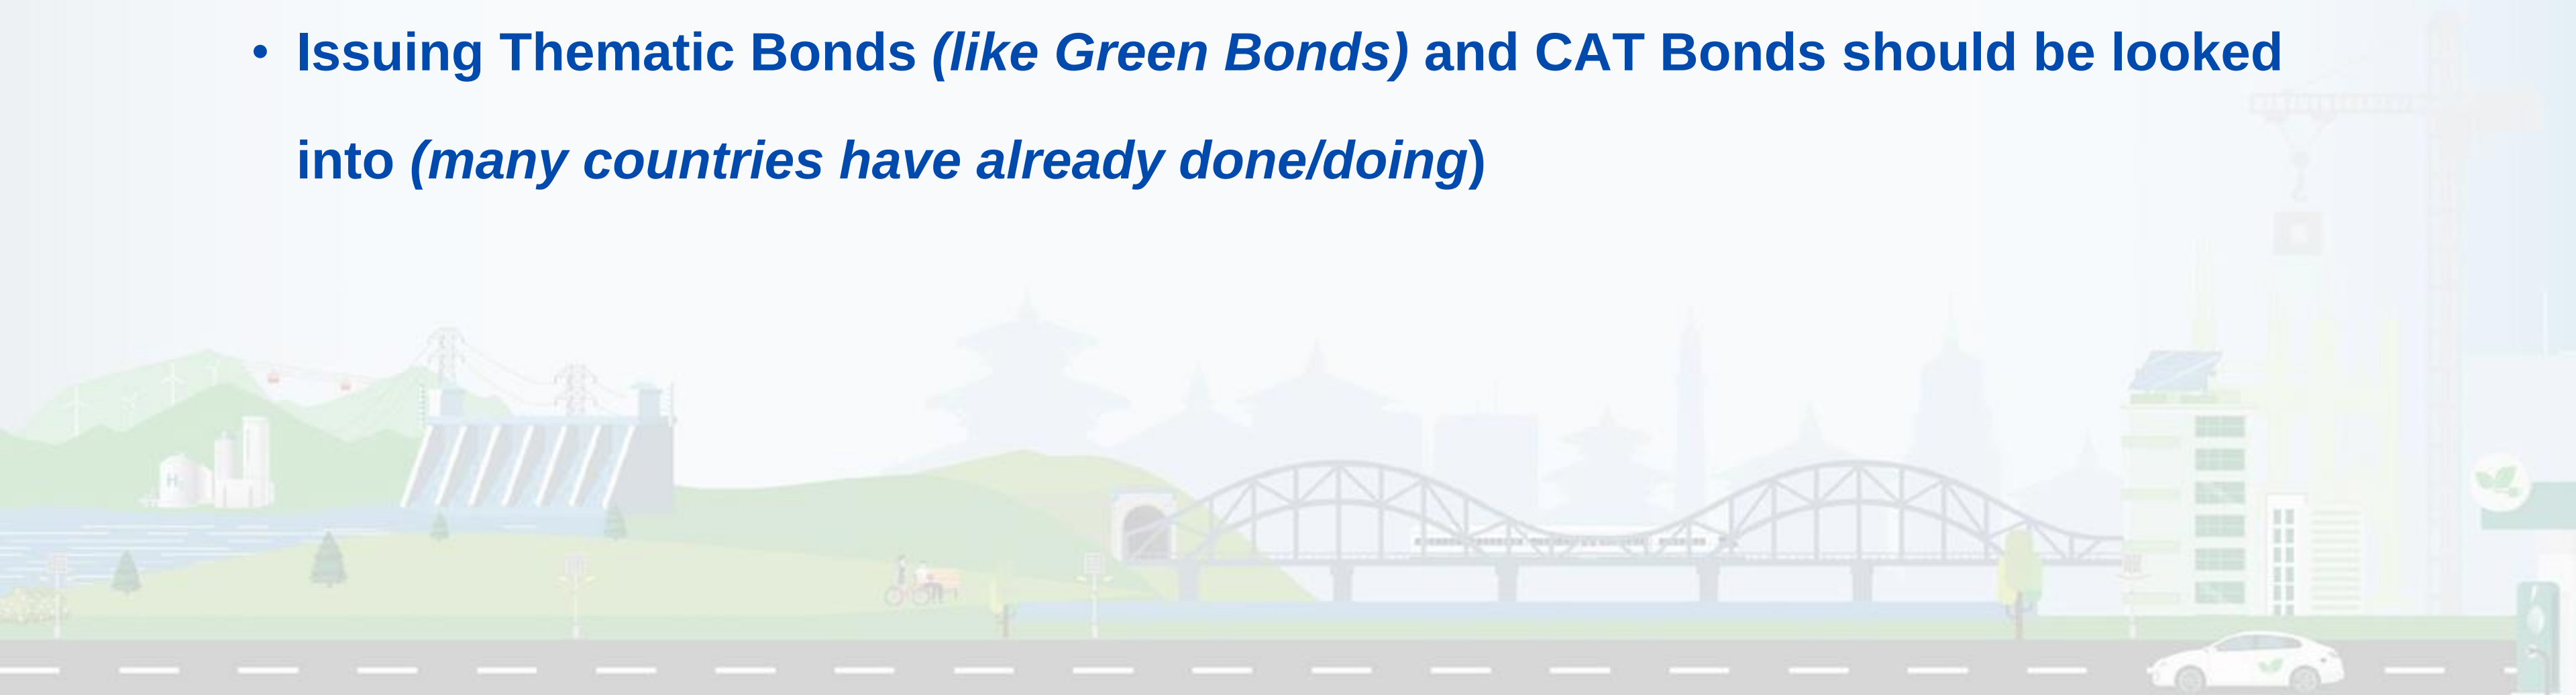 • Issuing Thematic Bonds (like Green Bonds) and CAT Bonds should be looked
into (many countries have already done/doing)
H₂